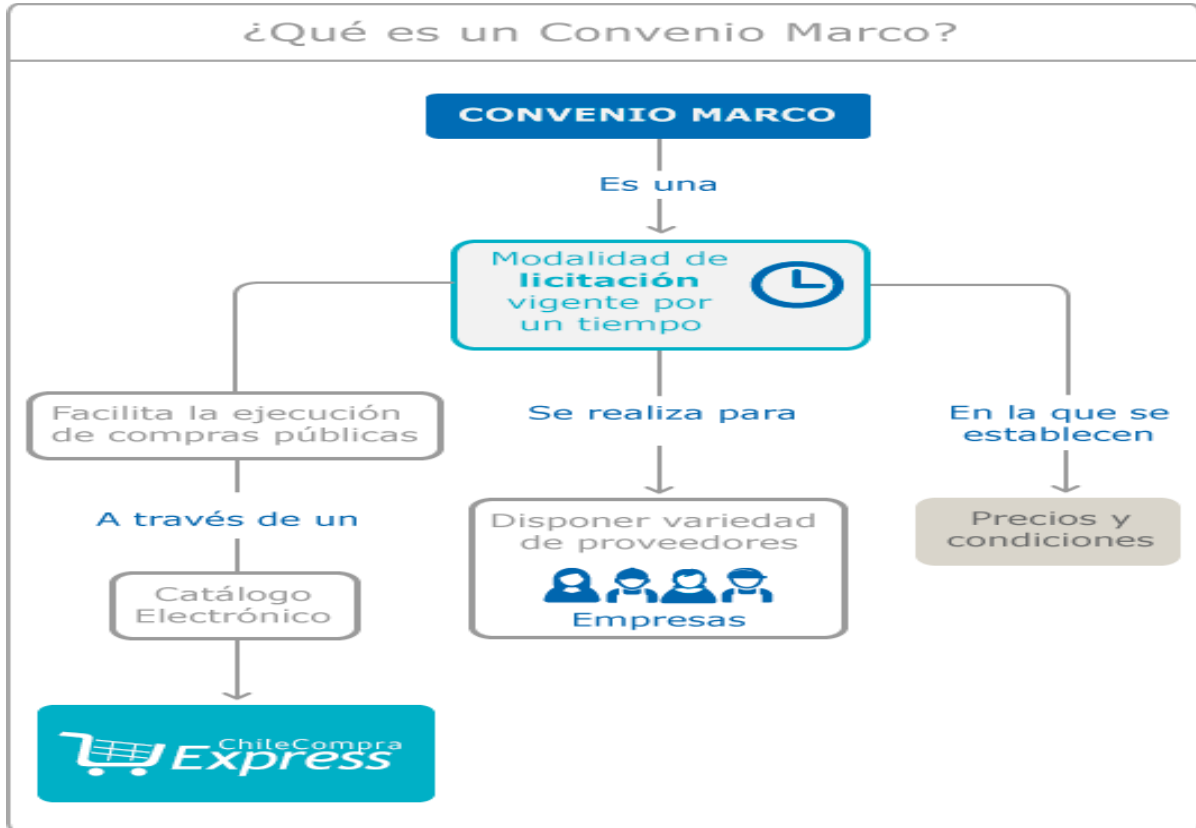 ¿Qué es un Convenio Marco?
CONVENIO MARCO
Es una
Modalidad de
licitación
vigente por
un tiempo
Facilita la ejecución
de compras públicas
A través de un
Catálogo
Electrónico
ChileCompra
Express
Se realiza para
Disponer variedad
de proveedores
Empresas
En la que se
establecen
Precios y
condiciones